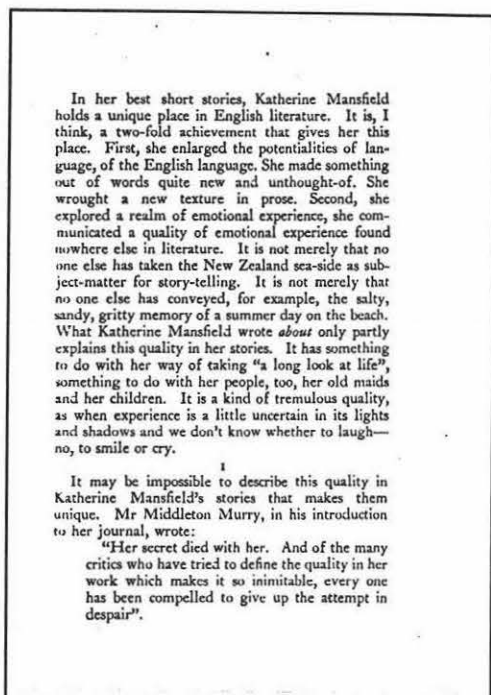 In her best short stories, Katherine Mansfield
holds a unique place in English literature. It is, I
think, a two-fold achievement that gives her this
place. First, she enlarged the potentialities of lan-
guage, of the English language. She made something
out of words quite new and unthought-of. She
wrought a new texture in prose. Second, she
explored a realm of emotional experience, she com-
municated a quality of emotional experience found
nowhere else in literature. It is not merely that no
one else has taken the New Zealand sea-side as sub-
ject-matter for story-telling. It is not merely that
no one else has conveyed, for example, the salty,
sandy, gritty memory of a summer day on the beach.
What Katherine Mansfield wrote about only partly
explains this quality in her stories. It has something
to do with her way of taking "a long look at life",
something to do with her people, too, her old maids
and her children. It is a kind of tremulous quality,
as when experience is a little uncertain in its lights
and shadows and we don't know whether to laugh—
no, to smile or cry.
I
It may be impossible to describe this quality in
Katherine Mansfield's stories that makes them
unique. Mr Middleton Murry, in his introduction
to her journal, wrote:
"Her secret died with her. And of the many
critics who have tried to define the quality in her
work which makes it so inimitable, every one
has been compelled to give up the attempt in
despair".